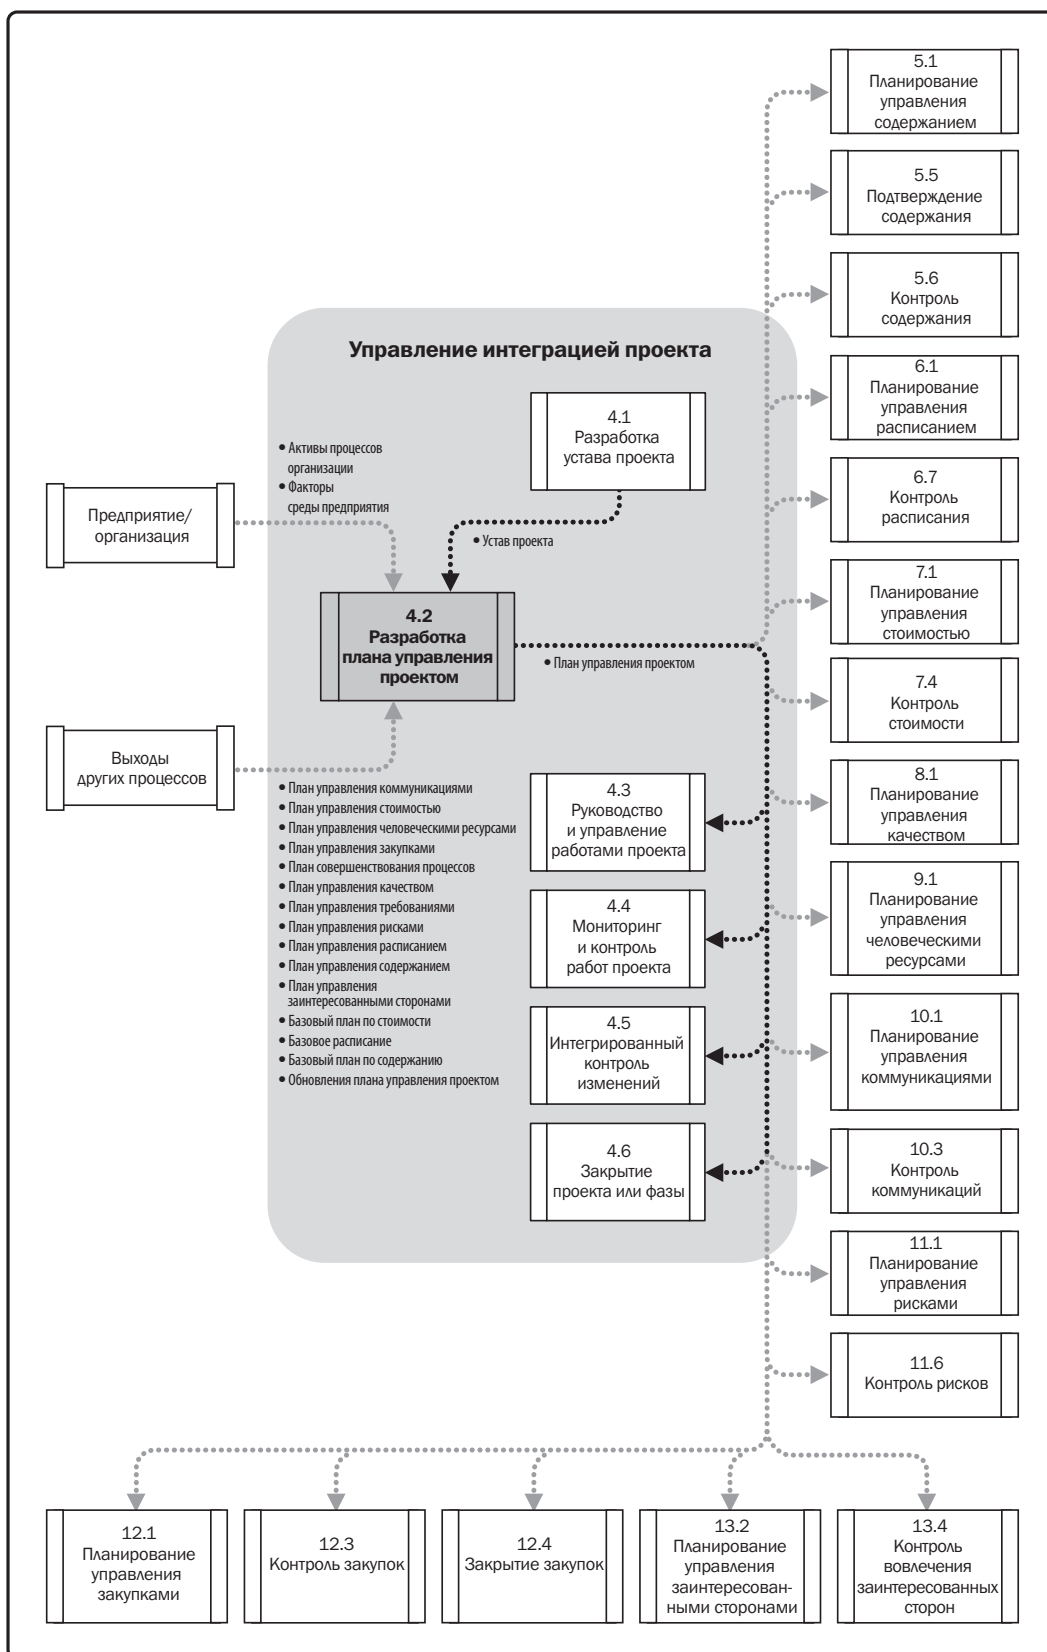 5.1
Планирование
управления
содержанием
5.5
Подтверждение
содержания
5.6
Контроль
содержания
Управление интеграцией проекта
6.1
Планирование
управления
расписанием
4.1
Разработка
устава проекта
• Активы процессов
организации
• Факторы
среды предприятия
6.7
Контроль
расписания
Предприятие/
организация
• Устав проекта
7.1
Планирование
управления
стоимостью
4.2
Разработка
плана управления
проектом
• План управления проектом
7.4
Контроль
стоимости
Выходы
других процессов
8.1
Планирование
управления
качеством
4.3
Руководство
и управление
работами проекта
• План управления коммуникациями
• План управления стоимостью
• План управления человеческими ресурсами
• План управления закупками
• План совершенствования процессов
• План управления качеством
• План управления требованиями
• План управления рисками
• План управления расписанием
• План управления содержанием
• План управления
заинтересованными сторонами
• Базовый план по стоимости
• Базовое расписание
• Базовый план по содержанию
• Обновления плана управления проектом
9.1
Планирование
управления
человеческими
ресурсами
4.4
Мониторинг
и контроль
работ проекта
10.1
Планирование
управления
коммуникациями
4.5
Интегрированный
контроль
изменений
10.3
Контроль
коммуникаций
4.6
Закрытие
проекта или фазы
11.1
Планирование
управления
рисками
11.6
Контроль рисков
12.1
Планирование
управления
закупками
12.3
Контроль закупок
12.4
Закрытие закупок
13.2
Планирование
управления
заинтересован-
ными сторонами
13.4
Контроль
вовлечения
заинтересованных
сторон